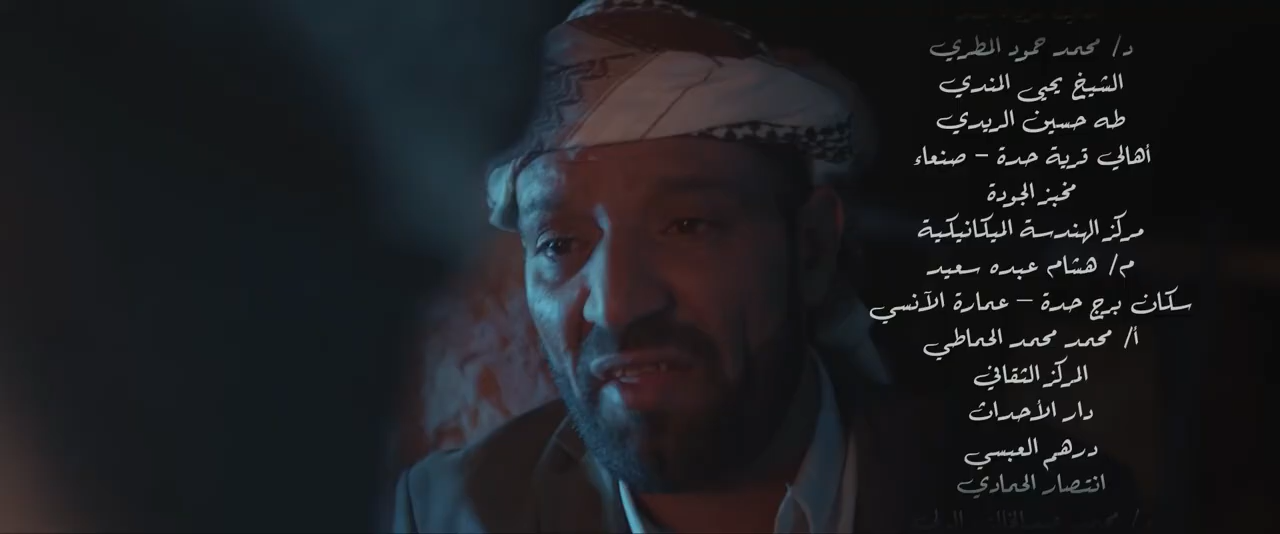 د/ محمد حمود المطري
الشيخ يحيى المندي
طه حسين الريدي
أهالي قرية حدة – صنعاء
مخبز الجودة
مركز الهندسة الميكانيكية
م/ هشام عبده سعيد
سكان برج حدة – عمارة الآنسي
أ/ محمد محمد الحماطي
المركز الثقافي
دار الأحداث
درهم العبسي
انتصار الحمادي
د/ محمد